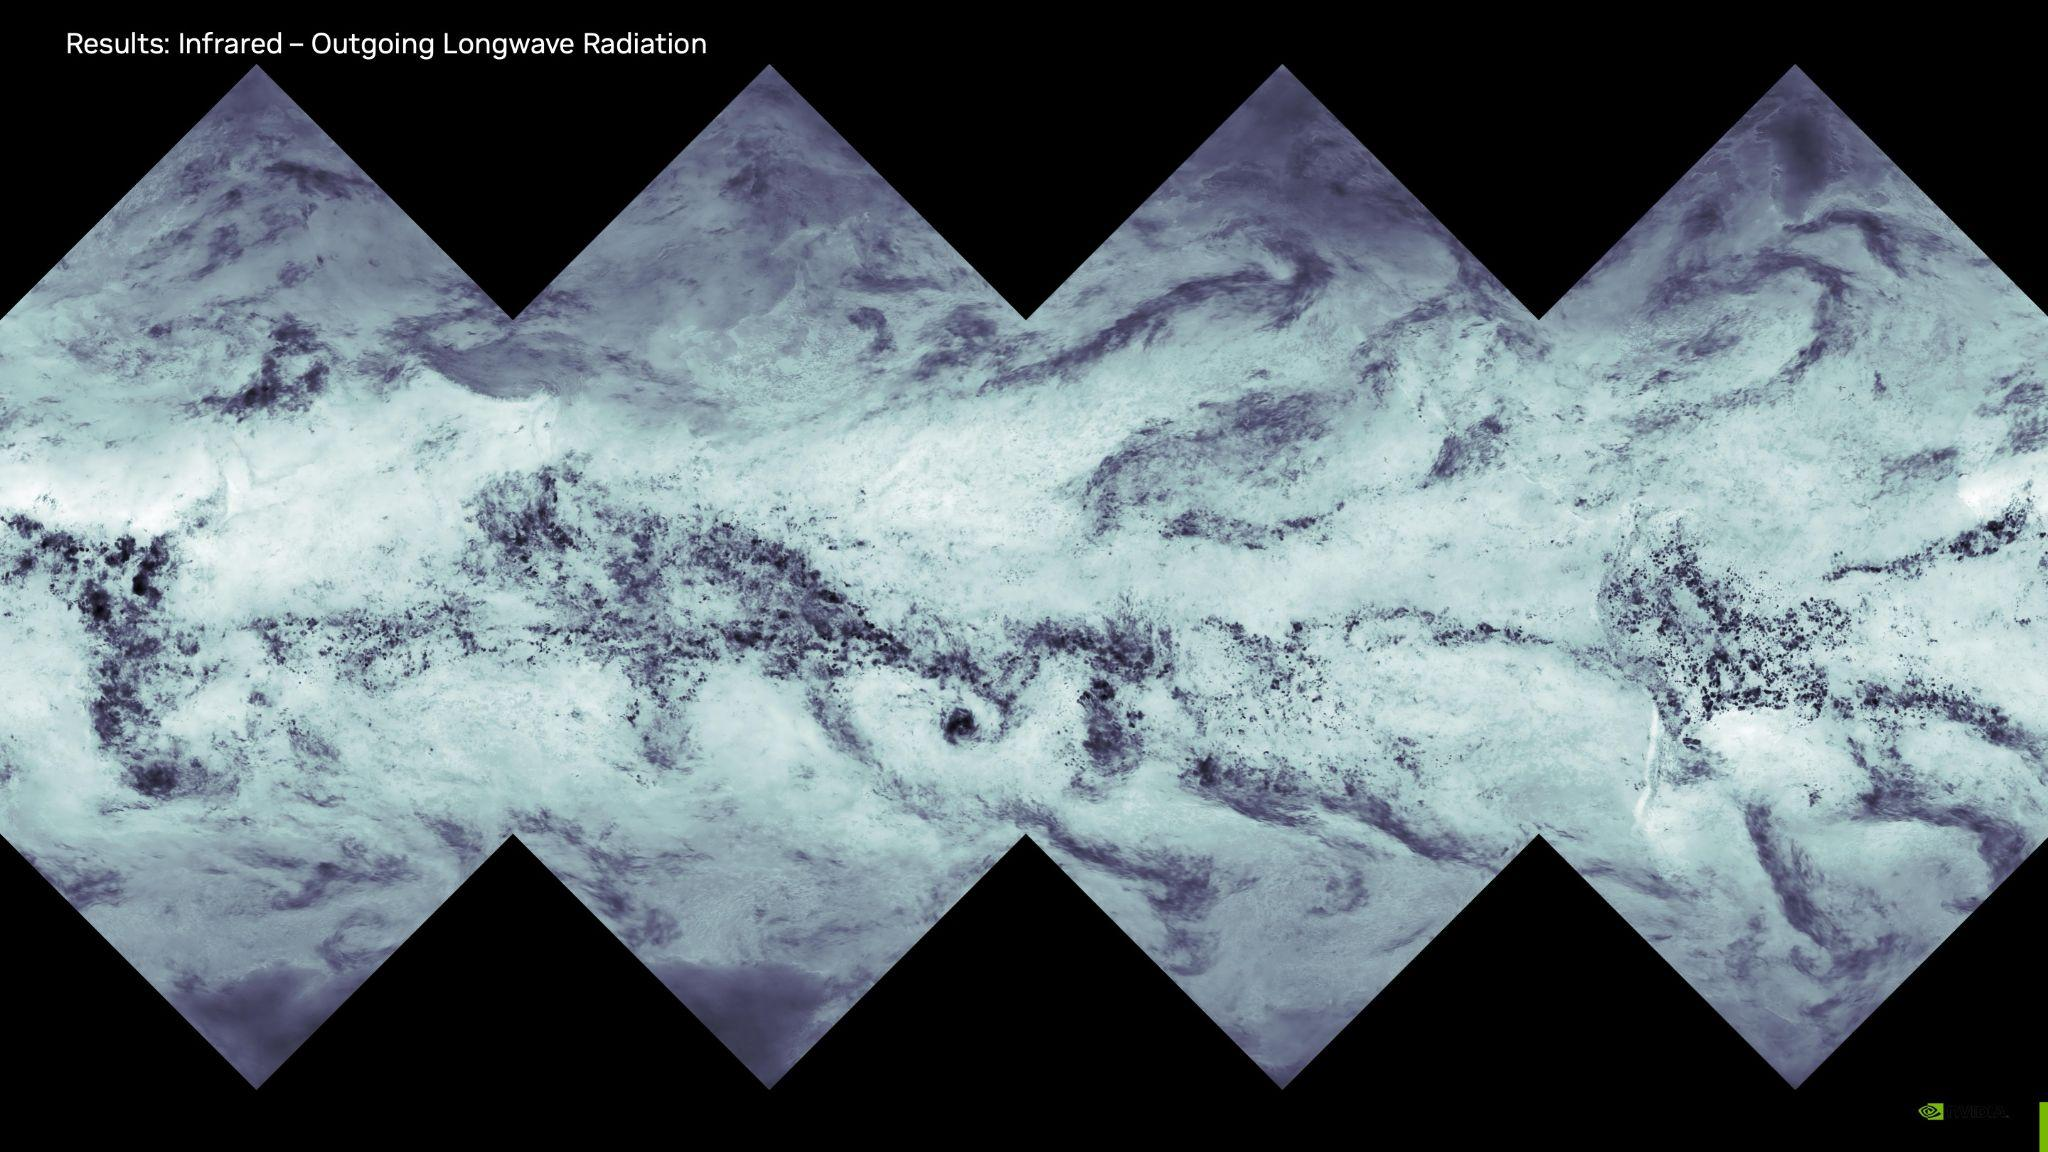 Results: Infrared – Outgoing Longwave Radiation
NVIDIA.